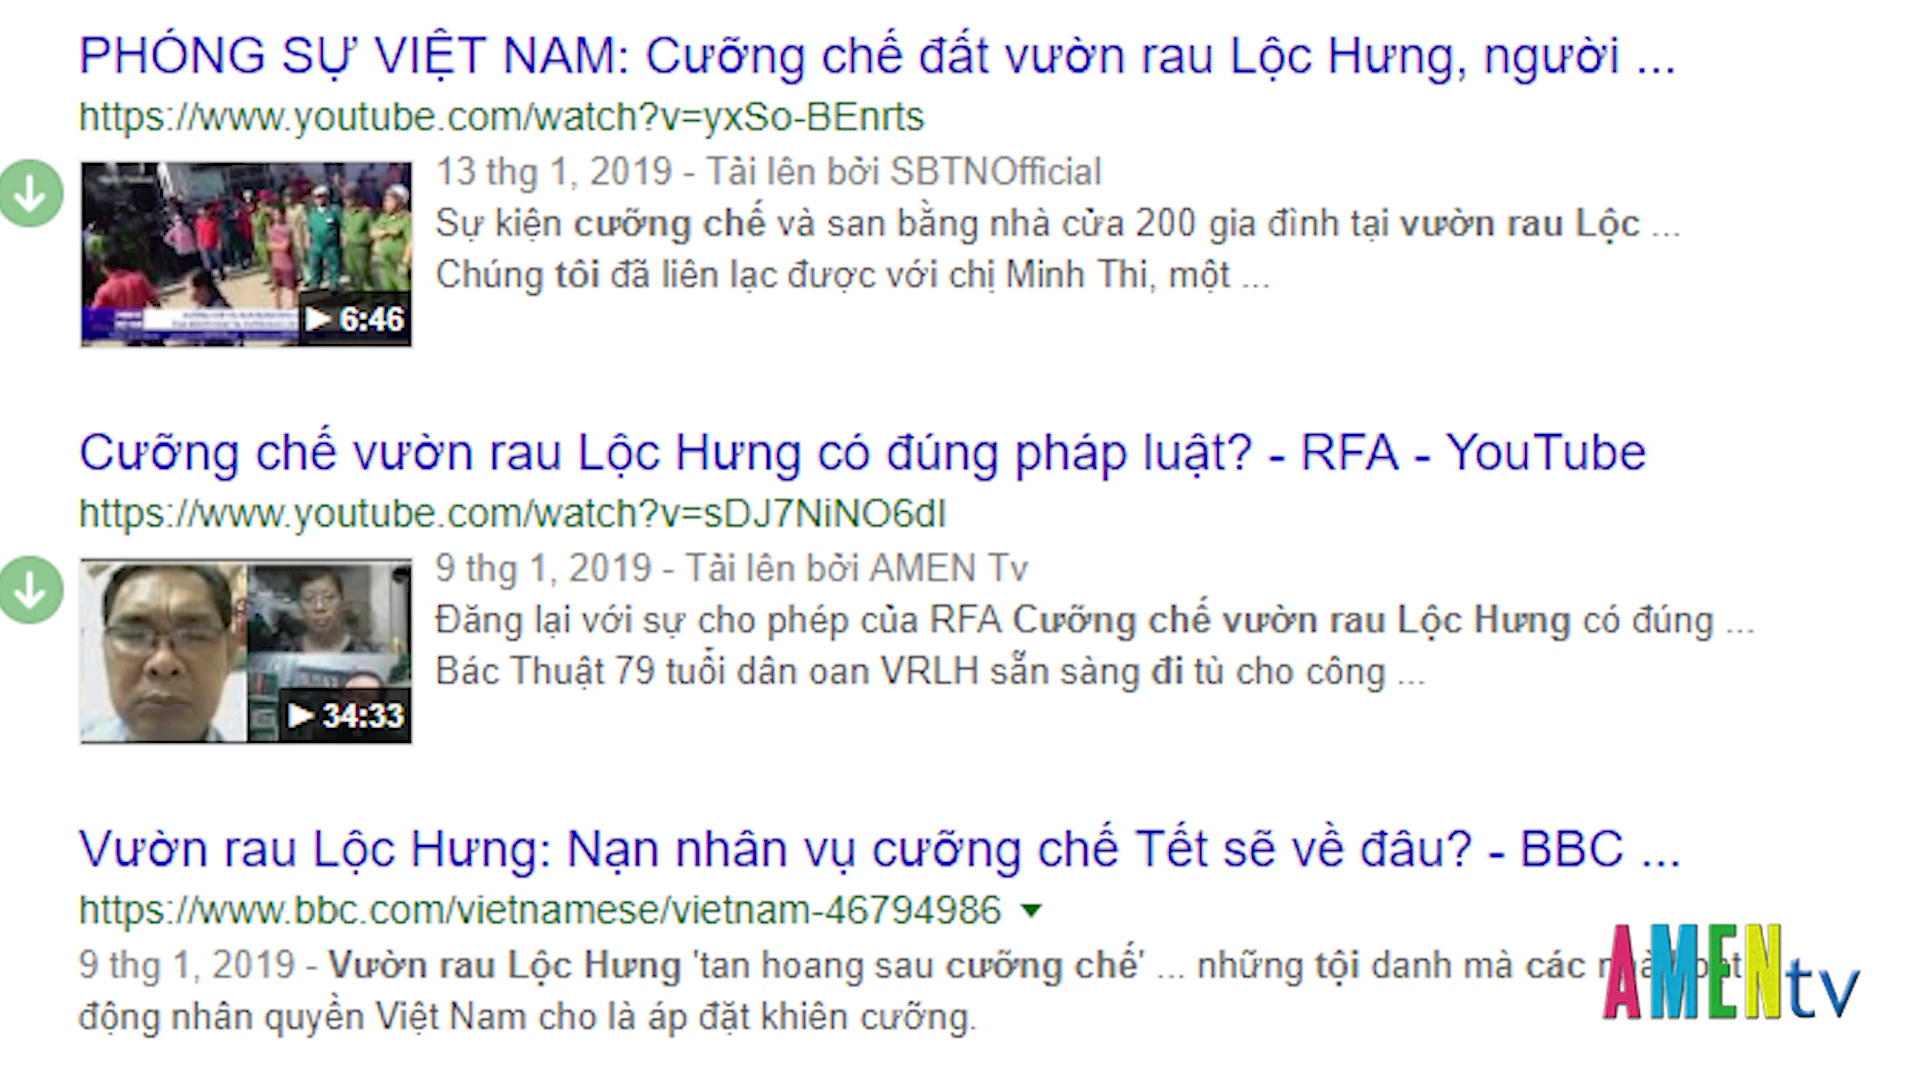 PHÓNG SỰ VIỆT NAM: Cưỡng chế đất vườn rau Lộc Hưng, người ...
https://www.youtube.com/watch?v=yxSo-BEnrts
13 thg 1, 2019 - Tải lên bởi SBTNOfficial
Sự kiện cưỡng chế và san bằng nhà cửa 200 gia đình tại vườn rau Lộc ...
Chúng tôi đã liên lạc được với chị Minh Thi, một ...
6:46
Cưỡng chế vườn rau Lộc Hưng có đúng pháp luật? - RFA - YouTube
https://www.youtube.com/watch?v=sDJ7NiNO6dI
9 thg 1, 2019 - Tải lên bởi AMEN Tv
Đăng lại với sự cho phép của RFA Cưỡng chế vườn rau Lộc Hưng có đúng ...
Bác Thuật 79 tuổi dân oan VRLH sẵn sàng đi tù cho công ...
34:33
Vườn rau Lộc Hưng: Nạn nhân vụ cưỡng chế Tết sẽ về đâu? - BBC ...
https://www.bbc.com/vietnamese/vietnam-46794986
9 thg 1, 2019 - Vườn rau Lộc Hưng 'tan hoang sau cưỡng chế' ... những tội danh mà các
động nhân quyền Việt Nam cho là áp đặt khiên cưỡng.
AMENtv